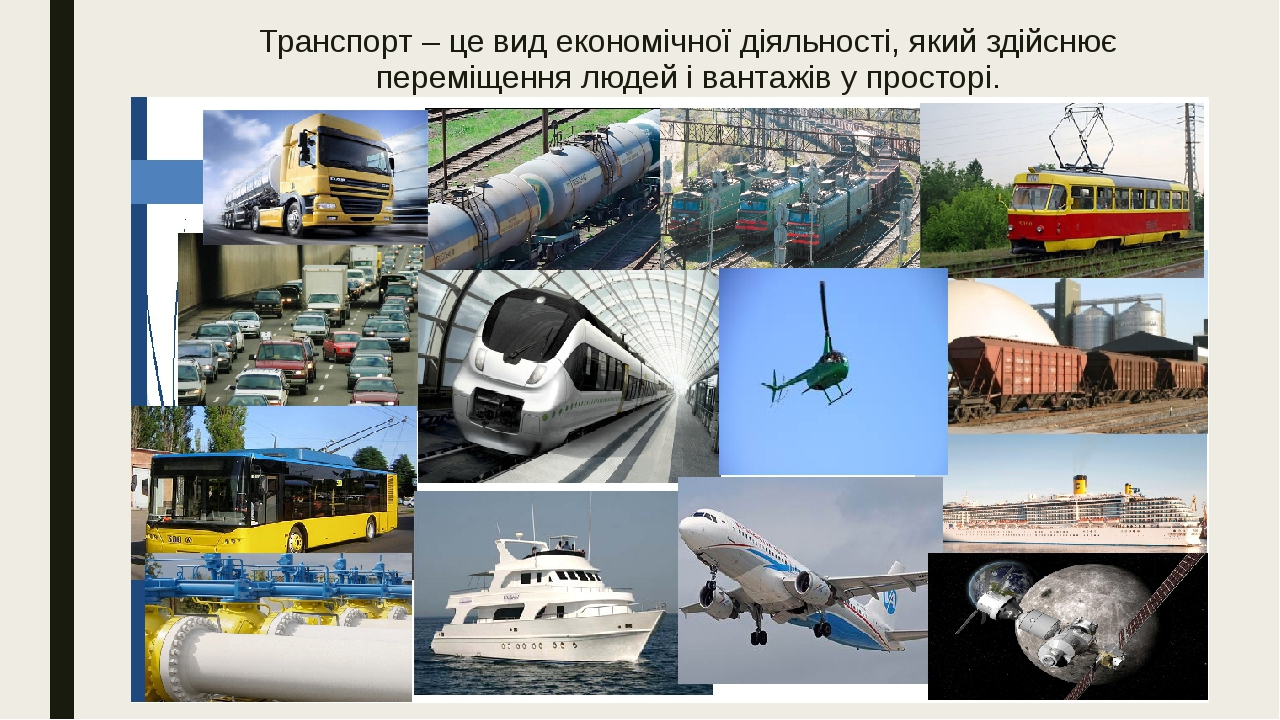 Транспорт – це вид економічної діяльності, який здійснює
переміщення людей і вантажів у просторі.